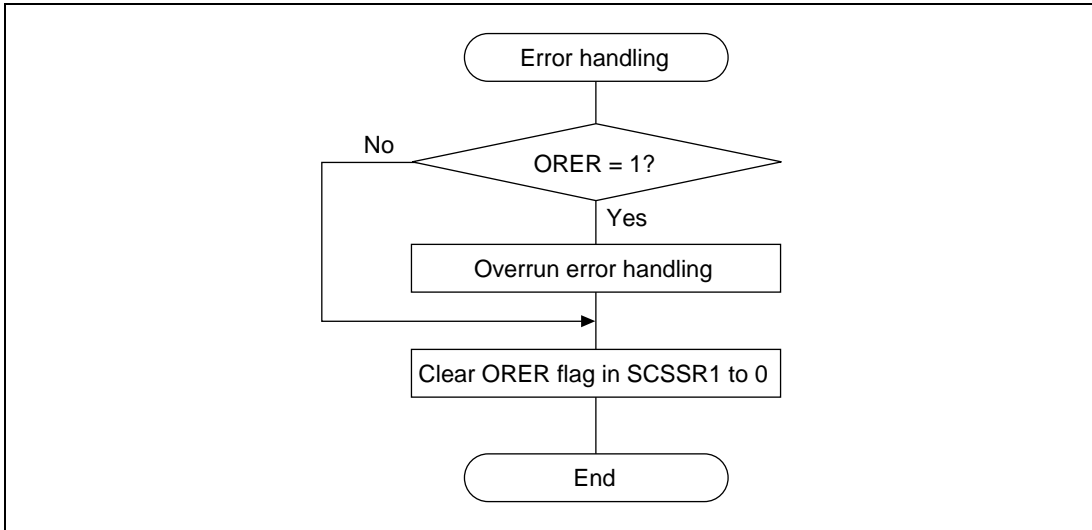 Error handling
No
ORER = 1?
Yes
Overrun error handling
Clear ORER flag in SCSSR1 to 0
End